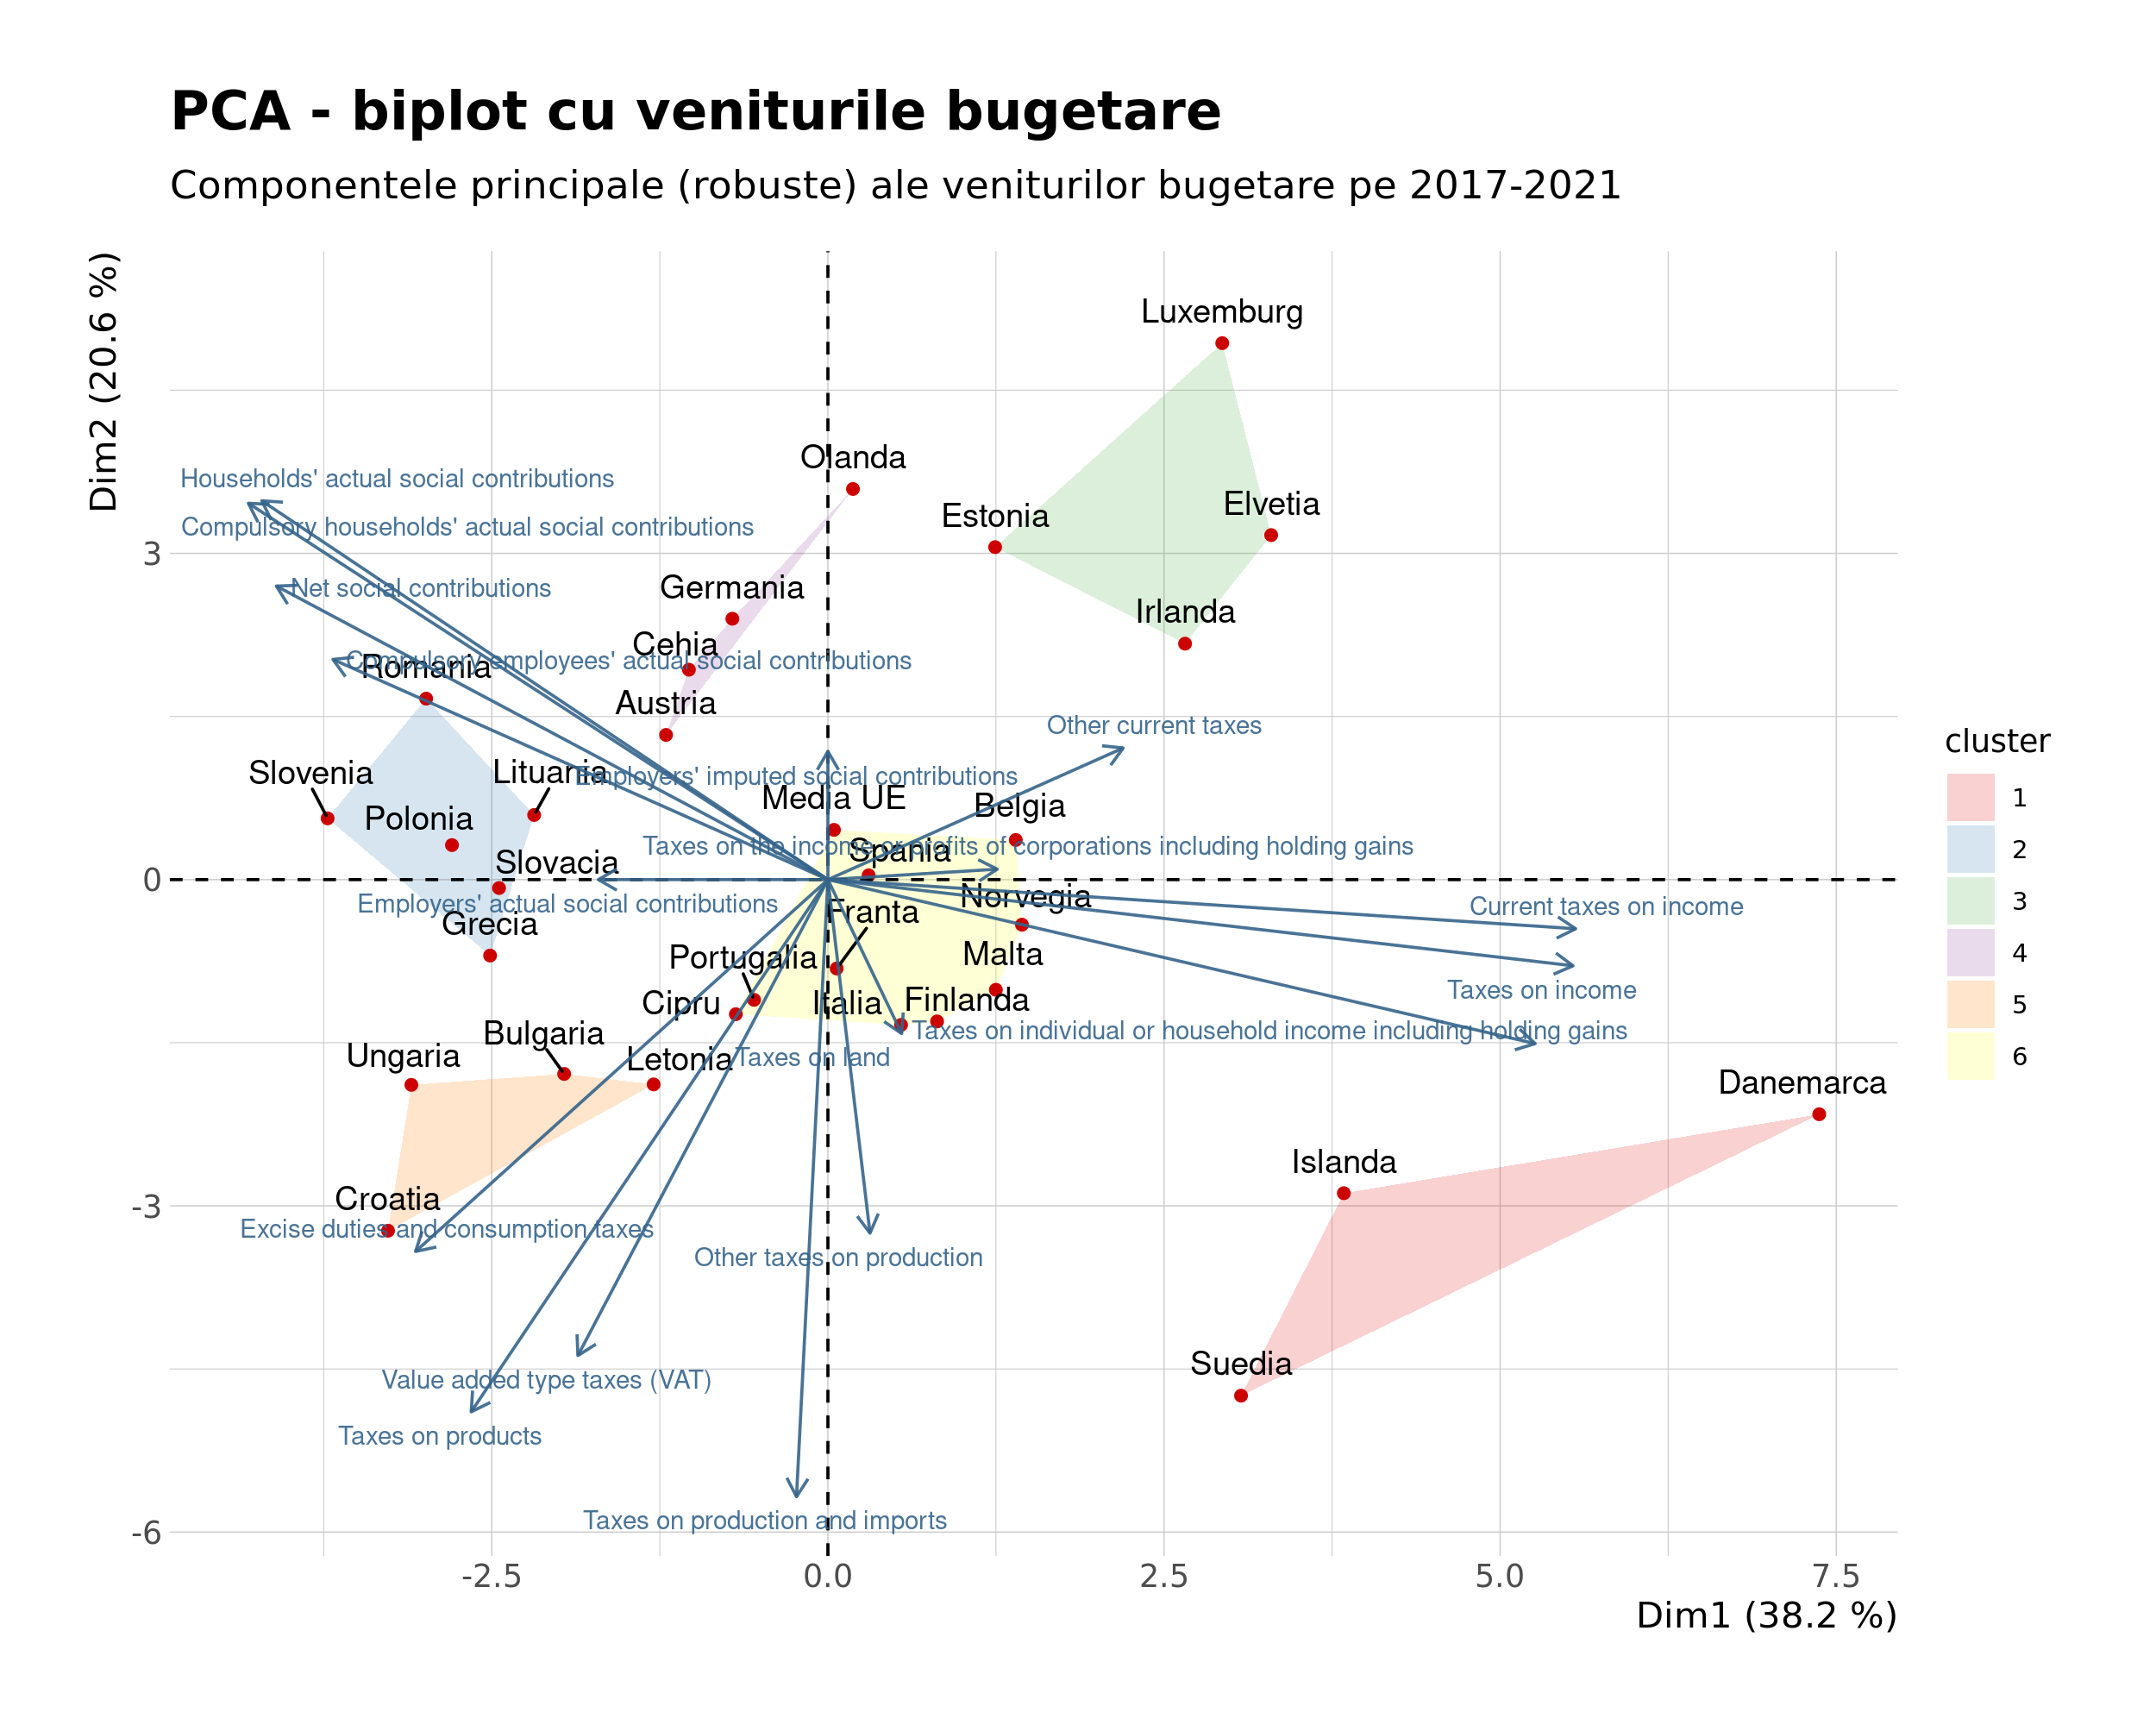 PCA - biplot cu veniturile bugetare
Componentele principale (robuste) ale veniturilor bugetare pe 2017-2021
Dim2 (20.6 %)
Luxemburg
Olanda
Households' actual social contributions
Estonia
Elvetia
Compulsory households' actual social contributions
3
Germania
Net social contributions
Irlanda
Cehia
Compulsory employees' actual social contributions
Romania
Austria
Other current taxes
cluster
Slovenia
Lituania
Employers' imputed social contributions
Media UE
Belgia
1
Polonia
Taxes on the income or profits of corporations including holding gains
Spania
2
Slovacia
0
Norvegia
Employers' actual social contributions
Current taxes on income
3
Franta
Grecia
Portugalia
Malta
4
Taxes on income
Cipru
Italia
Finlanda
5
Bulgaria
Taxes on individual or household income including holding gains
Ungaria
Letonia
Taxes on land
6
Danemarca
Islanda
Croatia
-3
Excise duties and consumption taxes
Other taxes on production
Suedia
Value added type taxes (VAT)
Taxes on products
Taxes on production and imports
-6
-2.5
0.0
2.5
5.0
7.5
Dim1 (38.2 %)